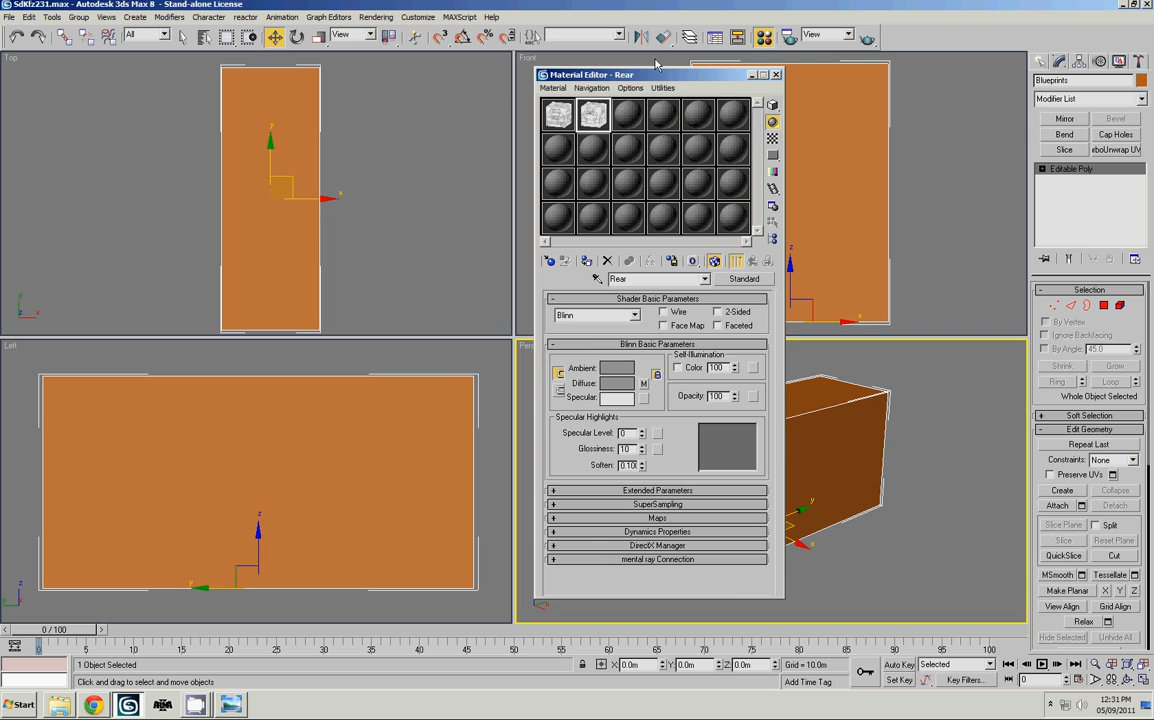 SdKfz231.max - Autodesk 3ds Max 8 - Stand-alone License
File Edit Tools Group Views Create Modifiers Character reactor Animation Graph Editors Rendering Customize MAXScript Help
All View View
Top Front
Material Editor - Rear
Material Navigation Options Utilities
Blueprints
Modifier List
Mirror Bevel
Bend Cap Holes
Slice rboUnwrap UV
Editable Poly
Rear Standard
Shader Basic Parameters
Blinn Wire 2-Sided
Face Map Faceted
Blinn Basic Parameters
Self-Illumination
Ambient: Color 100
Diffuse: M
Specular: Opacity: 100
Specular Highlights
Specular Level: 0
Glossiness: 10
Soften: 0.10
Extended Parameters
SuperSampling
Maps
Dynamics Properties
DirectX Manager
mental ray Connection
Left Pers
Selection
By Vertex
Ignore Backfacing
By Angle: 45.0
Shrink Grow
Ring Loop
Whole Object Selected
Soft Selection
Edit Geometry
Repeat Last
Constraints: None
Preserve UVs
Create Collapse
Attach Detach
Slice Plane Split
Slice Reset Plane
QuickSlice Cut
MSmooth Tessellate
Make Planar X Y Z
View Align Grid Align
Relax
Hide Selected Unhide All
0 / 100
0 5 10 15 20 25 30 35 40 45 50 55 60 65 70 75 80 85 90 95 100
1 Object Selected X: 0.0m Y: 0.0m Z: 0.0m Grid = 10.0m Auto Key Selected
Click and drag to select and move objects Add Time Tag Set Key Key Filters... 0
Start
12:31 PM
05/09/2011